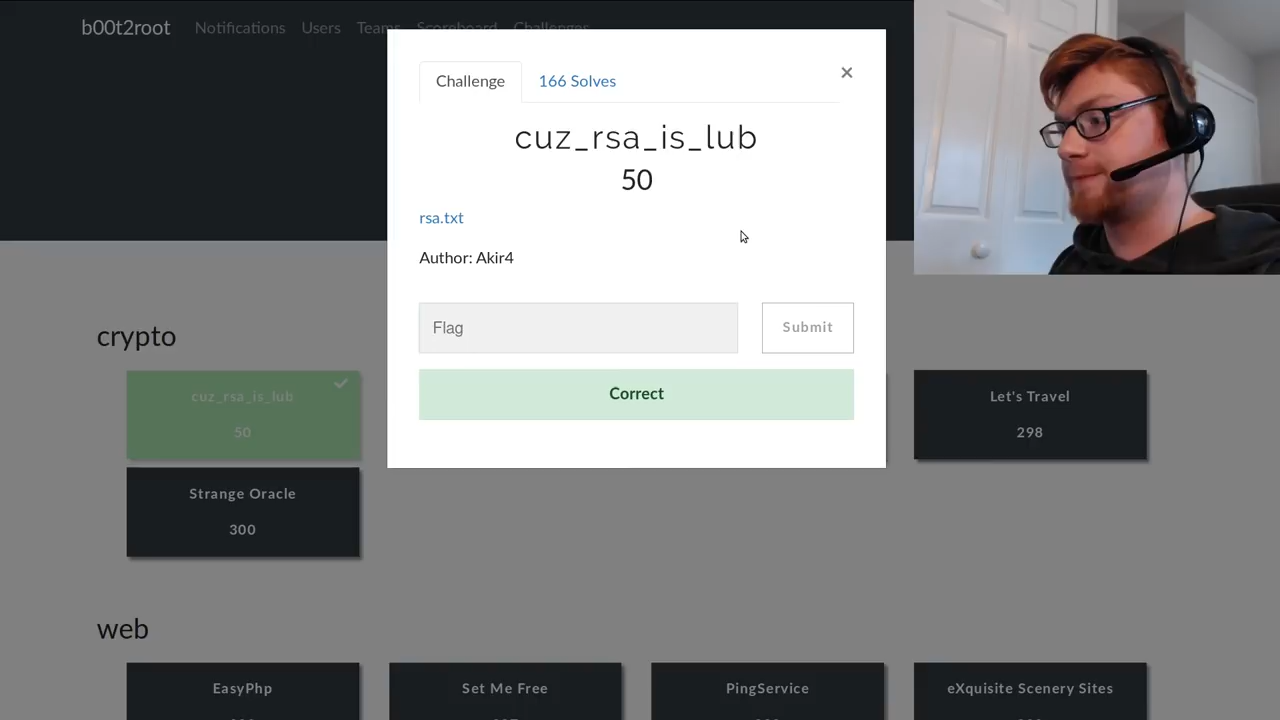 b00t2root Notifications Users Teams Scoreboard Challenges
Challenge 166 Solves ×
cuz_rsa_is_lub
50
rsa.txt
Author: Akir4
Flag Submit
Correct
crypto
cuz_rsa_is_lub
50
Let's Travel
298
Strange Oracle
300
web
EasyPhp
Set Me Free
PingService
eXquisite Scenery Sites